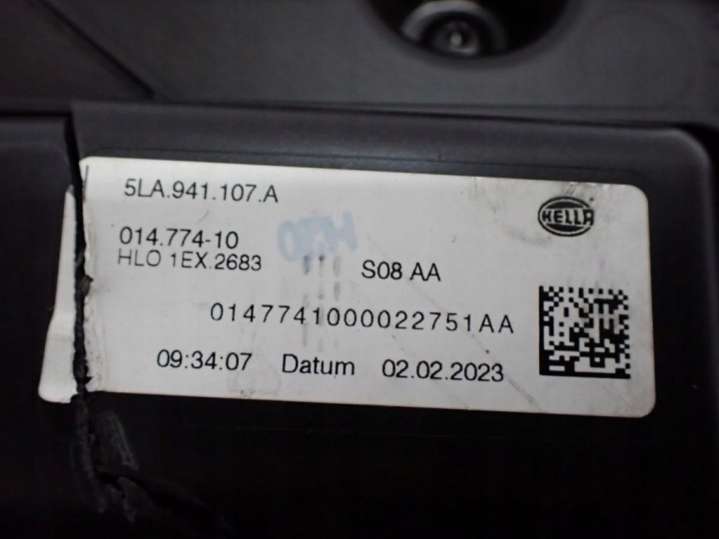 5LA.941.107.A
HELLA
014.774-10
HLO 1EX.2683
S08 AA
0147741000022751AA
09:34:07 Datum 02.02.2023